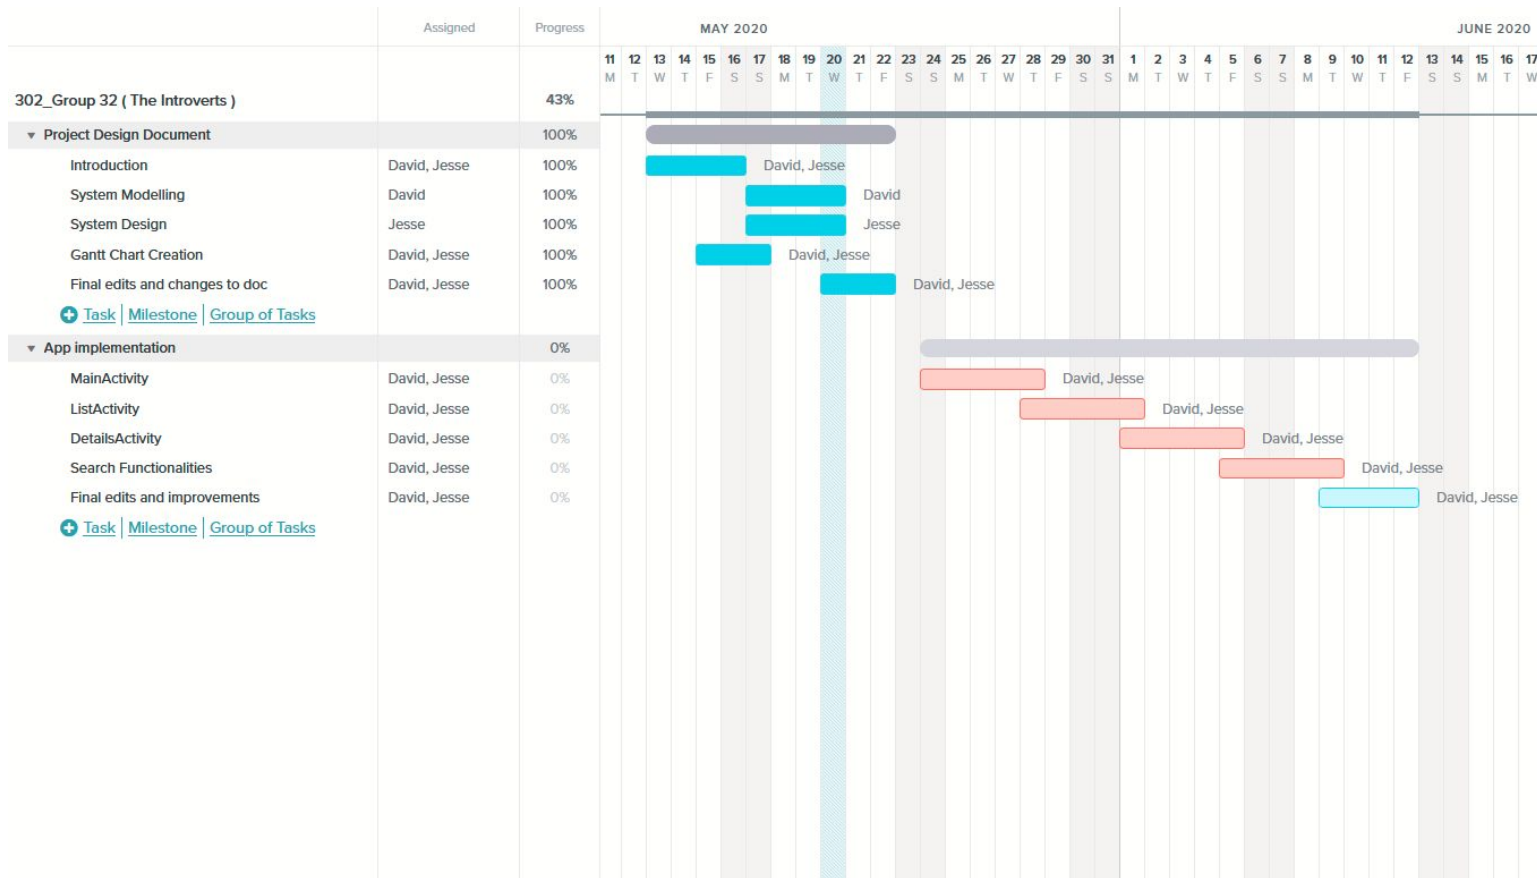 Assigned Progress MAY 2020 JUNE 2020
11 12 13 14 15 16 17 18 19 20 21 22 23 24 25 26 27 28 29 30 31 1 2 3 4 5 6 7 8 9 10 11 12 13 14 15 16 17
M T W T F S S M T W T F S S M T W T F S S M T W T F S S M T W T F S S M T W
302_Group 32 ( The Introverts ) 43%
Project Design Document 100%
Introduction David, Jesse 100% David, Jesse
System Modelling David 100% David
System Design Jesse 100% Jesse
Gantt Chart Creation David, Jesse 100% David, Jesse
Final edits and changes to doc David, Jesse 100% David, Jesse
Task Milestone Group of Tasks
App implementation 0%
MainActivity David, Jesse 0% David, Jesse
ListActivity David, Jesse 0% David, Jesse
DetailsActivity David, Jesse 0% David, Jesse
Search Functionalities David, Jesse 0% David, Jesse
Final edits and improvements David, Jesse 0% David, Jesse
Task Milestone Group of Tasks